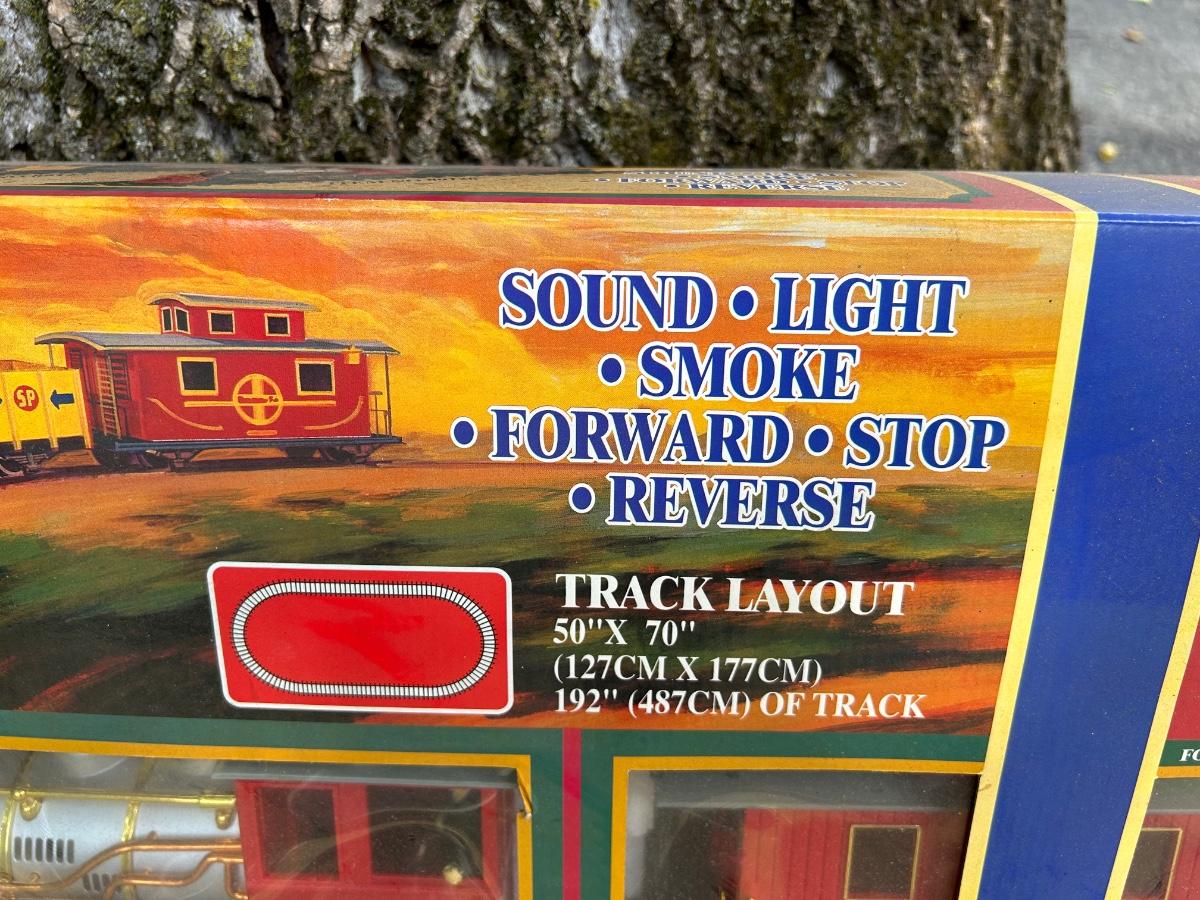 SOUND • LIGHT
• SMOKE
• FORWARD • STOP
• REVERSE
SP
TRACK LAYOUT
50"X 70"
(127CM X 177CM)
192" (487CM) OF TRACK